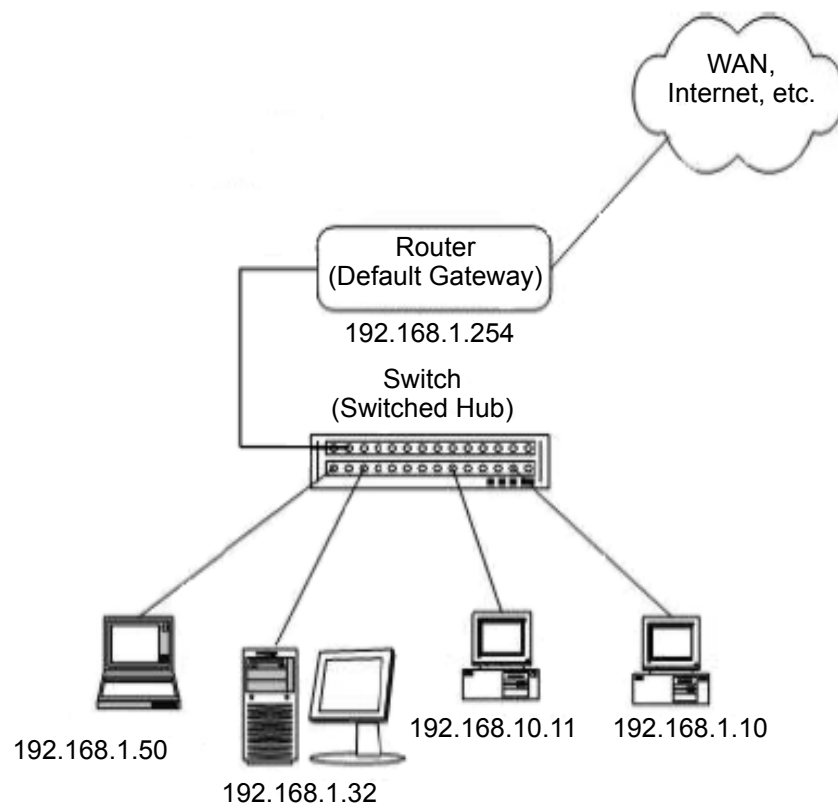 WAN,
Internet, etc.
Router
(Default Gateway)
192.168.1.254
Switch
(Switched Hub)
192.168.1.50
192.168.1.32
192.168.10.11
192.168.1.10